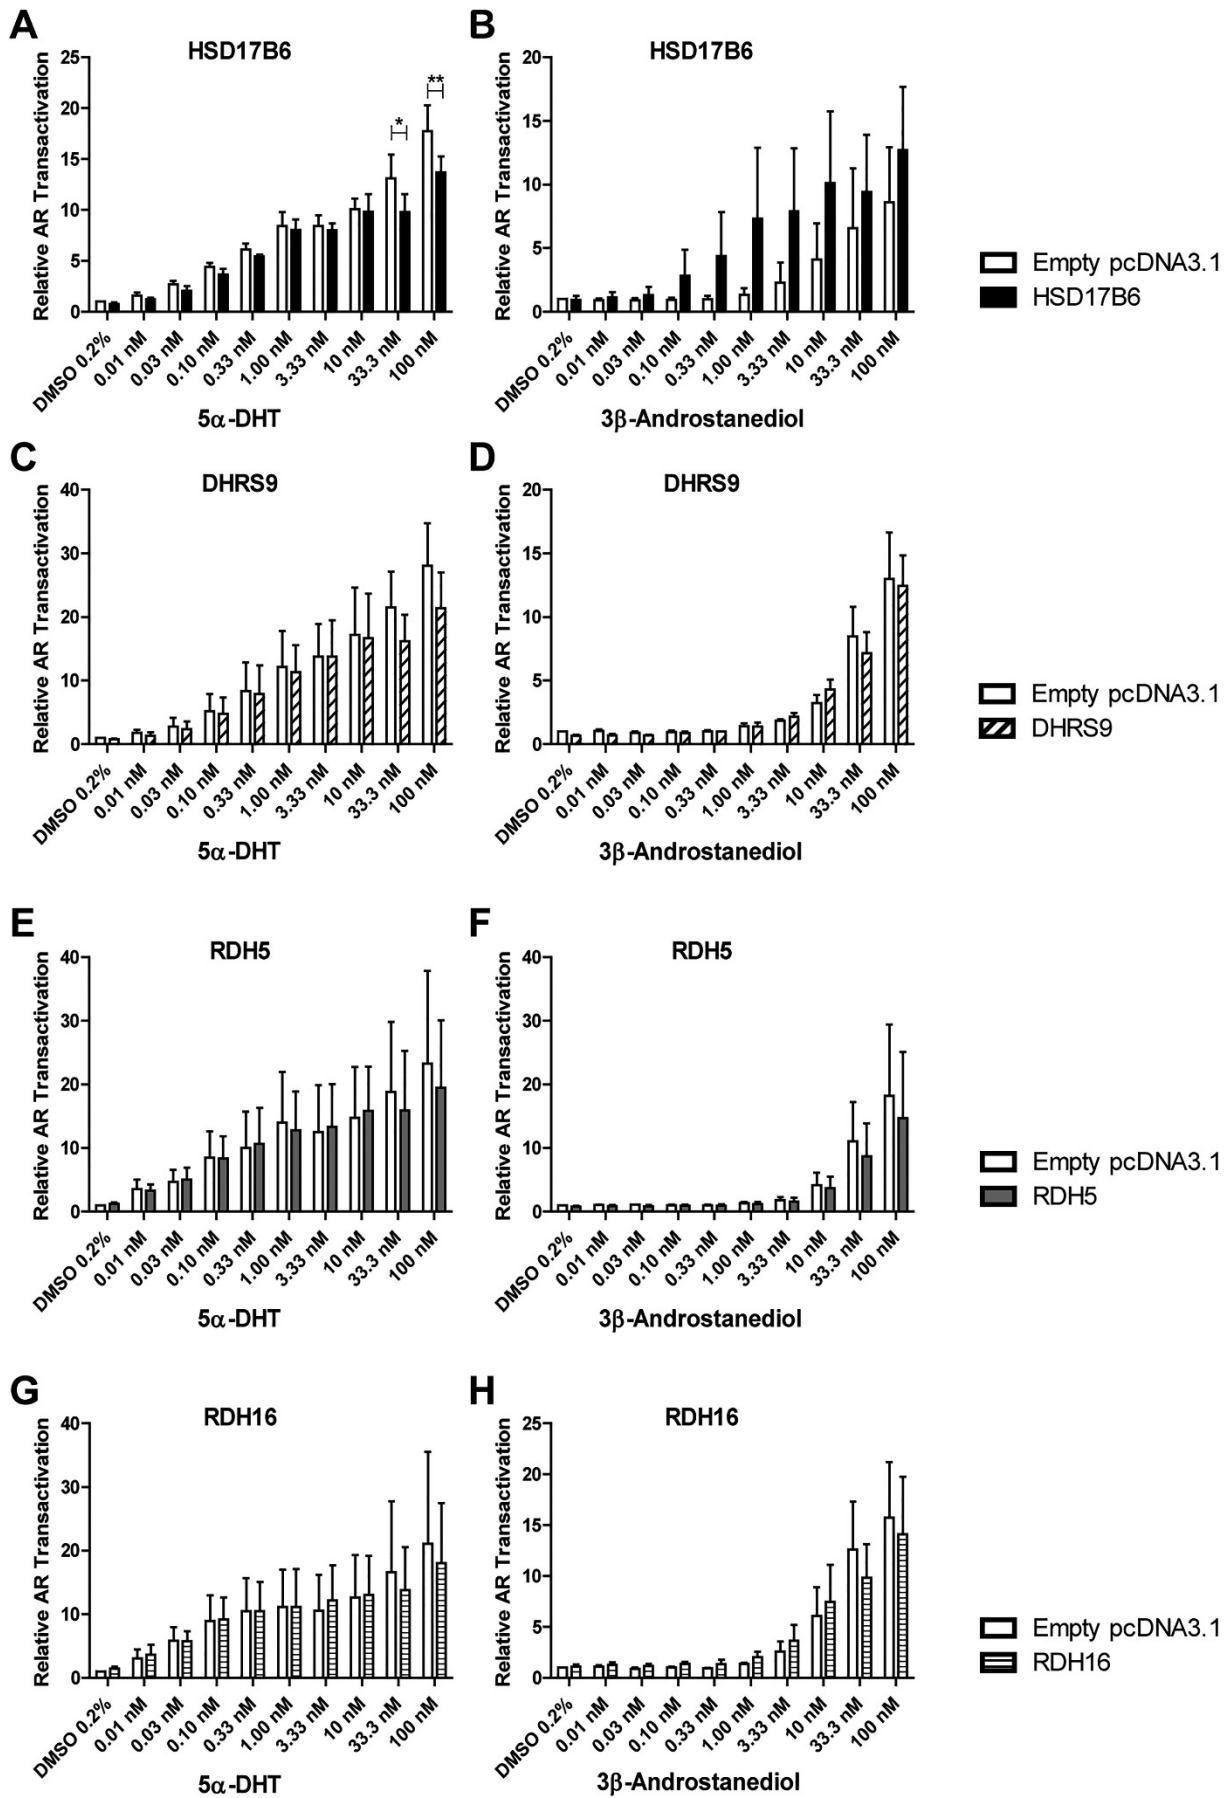 A
HSD17B6
Relative AR Transactivation
25
20
15
10
5
0
*
**
DMSO 0.2%
0.01 nM
0.03 nM
0.10 nM
0.33 nM
1.00 nM
3.33 nM
10 nM
33.3 nM
100 nM
5α-DHT
B
HSD17B6
Relative AR Transactivation
20
15
10
5
0
DMSO 0.2%
0.01 nM
0.03 nM
0.10 nM
0.33 nM
1.00 nM
3.33 nM
10 nM
33.3 nM
100 nM
3β-Androstanediol
Empty pcDNA3.1
HSD17B6
C
DHRS9
Relative AR Transactivation
40
30
20
10
0
DMSO 0.2%
0.01 nM
0.03 nM
0.10 nM
0.33 nM
1.00 nM
3.33 nM
10 nM
33.3 nM
100 nM
5α-DHT
D
DHRS9
Relative AR Transactivation
20
15
10
5
0
DMSO 0.2%
0.01 nM
0.03 nM
0.10 nM
0.33 nM
1.00 nM
3.33 nM
10 nM
33.3 nM
100 nM
3β-Androstanediol
Empty pcDNA3.1
DHRS9
E
RDH5
Relative AR Transactivation
40
30
20
10
0
DMSO 0.2%
0.01 nM
0.03 nM
0.10 nM
0.33 nM
1.00 nM
3.33 nM
10 nM
33.3 nM
100 nM
5α-DHT
F
RDH5
Relative AR Transactivation
40
30
20
10
0
DMSO 0.2%
0.01 nM
0.03 nM
0.10 nM
0.33 nM
1.00 nM
3.33 nM
10 nM
33.3 nM
100 nM
3β-Androstanediol
Empty pcDNA3.1
RDH5
G
RDH16
Relative AR Transactivation
40
30
20
10
0
DMSO 0.2%
0.01 nM
0.03 nM
0.10 nM
0.33 nM
1.00 nM
3.33 nM
10 nM
33.3 nM
100 nM
5α-DHT
H
RDH16
Relative AR Transactivation
25
20
15
10
5
0
DMSO 0.2%
0.01 nM
0.03 nM
0.10 nM
0.33 nM
1.00 nM
3.33 nM
10 nM
33.3 nM
100 nM
3β-Androstanediol
Empty pcDNA3.1
RDH16